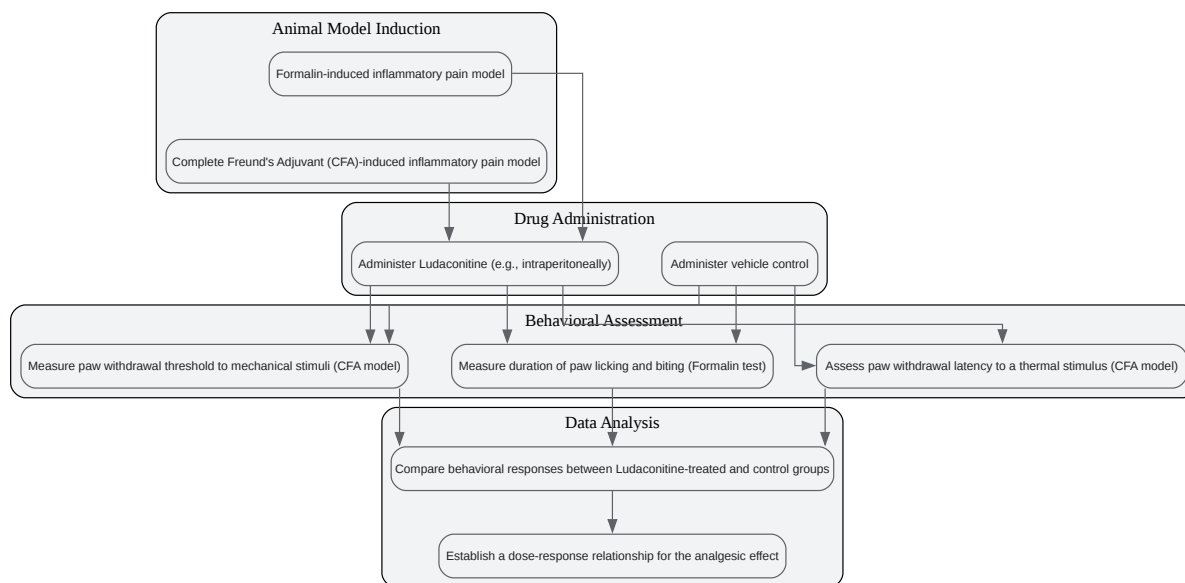 Animal Model Induction
Formalin-induced inflammatory pain model
Complete Freund's Adjuvant (CFA)-induced inflammatory pain model
Drug Administration
Administer Ludaconitine (e.g., intraperitoneally)
Administer vehicle control
Behavioral Assessment
Measure paw withdrawal threshold to mechanical stimuli (CFA model)
Measure duration of paw licking and biting (Formalin test)
Assess paw withdrawal latency to a thermal stimulus (CFA model)
Data Analysis
Compare behavioral responses between Ludaconitine-treated and control groups
Establish a dose-response relationship for the analgesic effect